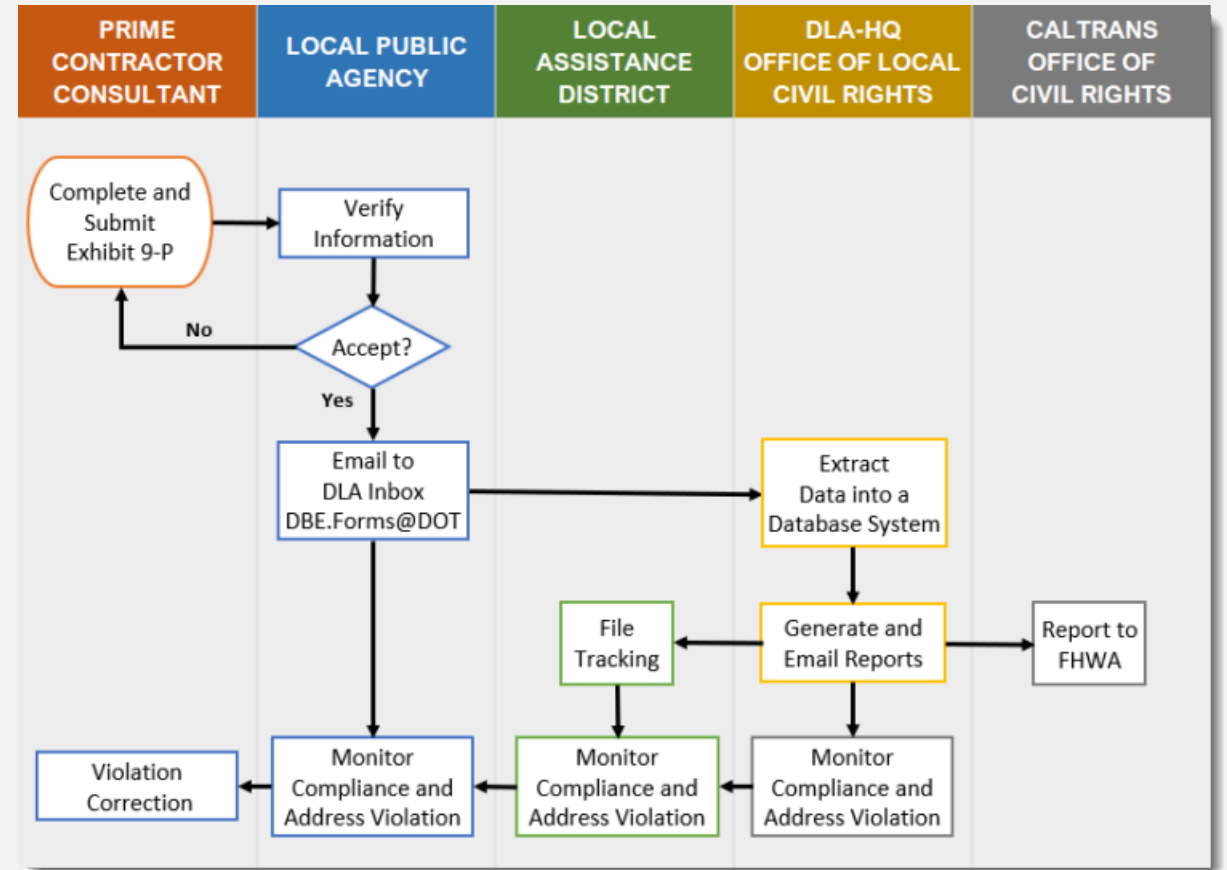 PRIME
CONTRACTOR
CONSULTANT
LOCAL PUBLIC
AGENCY
LOCAL
ASSISTANCE
DISTRICT
DLA-HQ
OFFICE OF LOCAL
CIVIL RIGHTS
CALTRANS
OFFICE OF
CIVIL RIGHTS
Complete and
Submit
Exhibit 9-P
Verify
Information
No
Accept?
Yes
Email to
DLA Inbox
DBE.Forms@DOT
Extract
Data into a
Database System
File
Tracking
Generate and
Email Reports
Report to
FHWA
Violation
Correction
Monitor
Compliance and
Address Violation
Monitor
Compliance and
Address Violation
Monitor
Compliance and
Address Violation